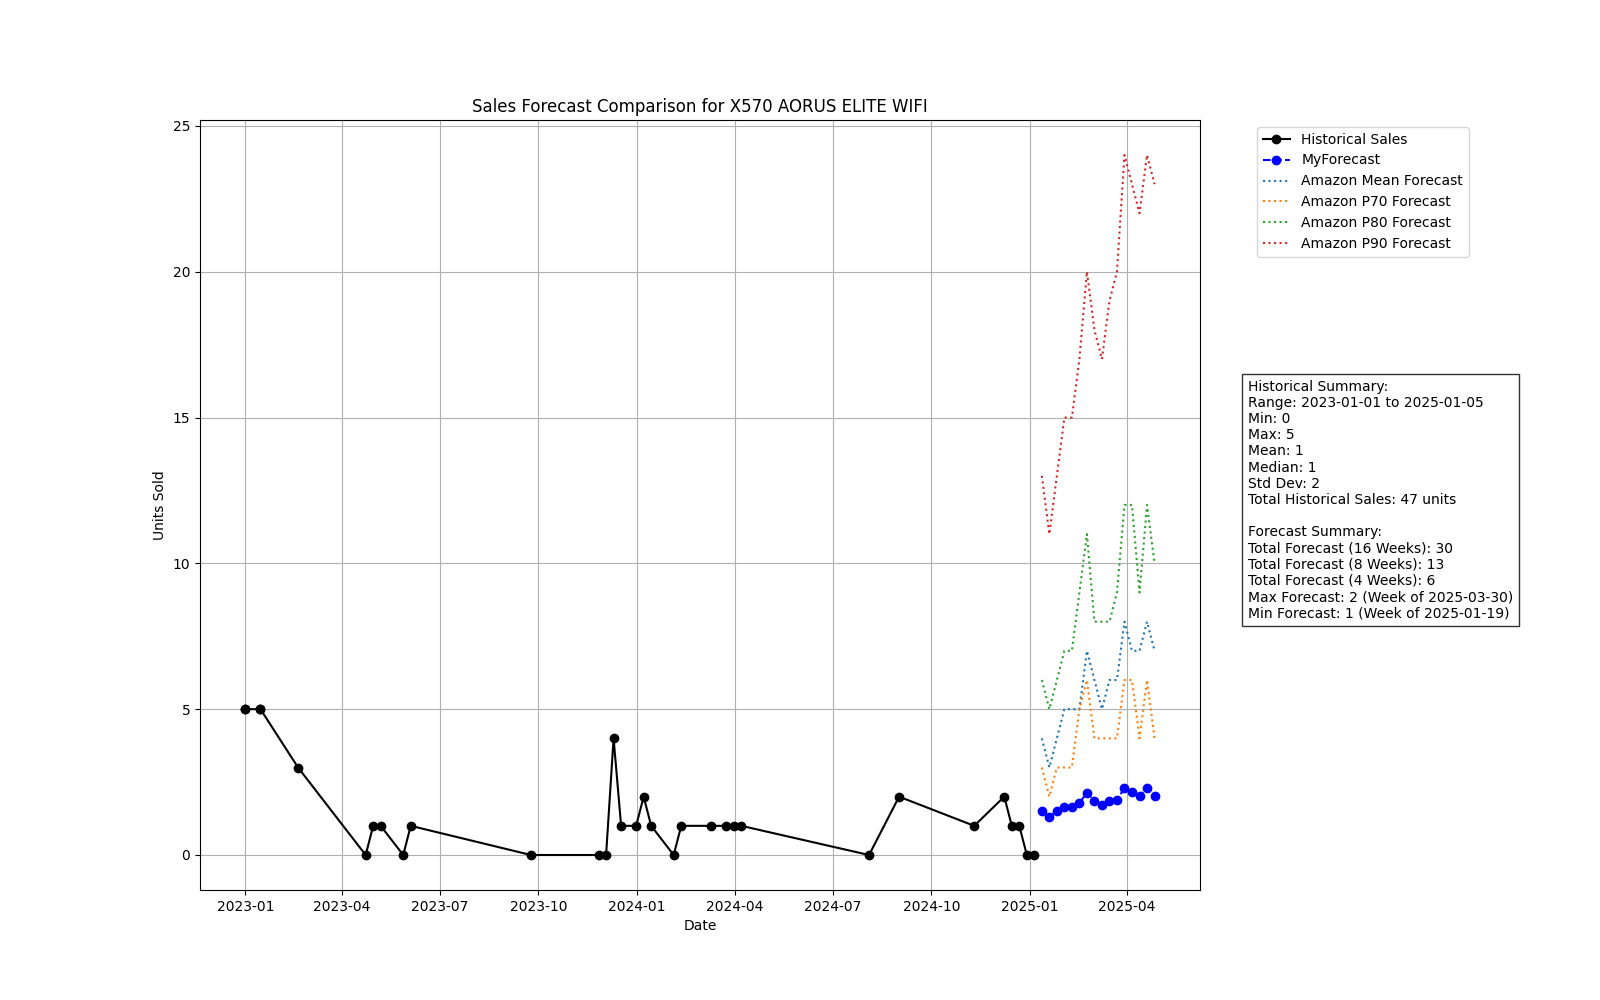 Sales Forecast Comparison for X570 AORUS ELITE WIFI
25
20
15
10
5
0
Units Sold
2023-01
2023-04
2023-07
2023-10
2024-01
2024-04
2024-07
2024-10
2025-01
2025-04
Date
Historical Sales
MyForecast
Amazon Mean Forecast
Amazon P70 Forecast
Amazon P80 Forecast
Amazon P90 Forecast
Historical Summary:
Range: 2023-01-01 to 2025-01-05
Min: 0
Max: 5
Mean: 1
Median: 1
Std Dev: 2
Total Historical Sales: 47 units
Forecast Summary:
Total Forecast (16 Weeks): 30
Total Forecast (8 Weeks): 13
Total Forecast (4 Weeks): 6
Max Forecast: 2 (Week of 2025-03-30)
Min Forecast: 1 (Week of 2025-01-19)